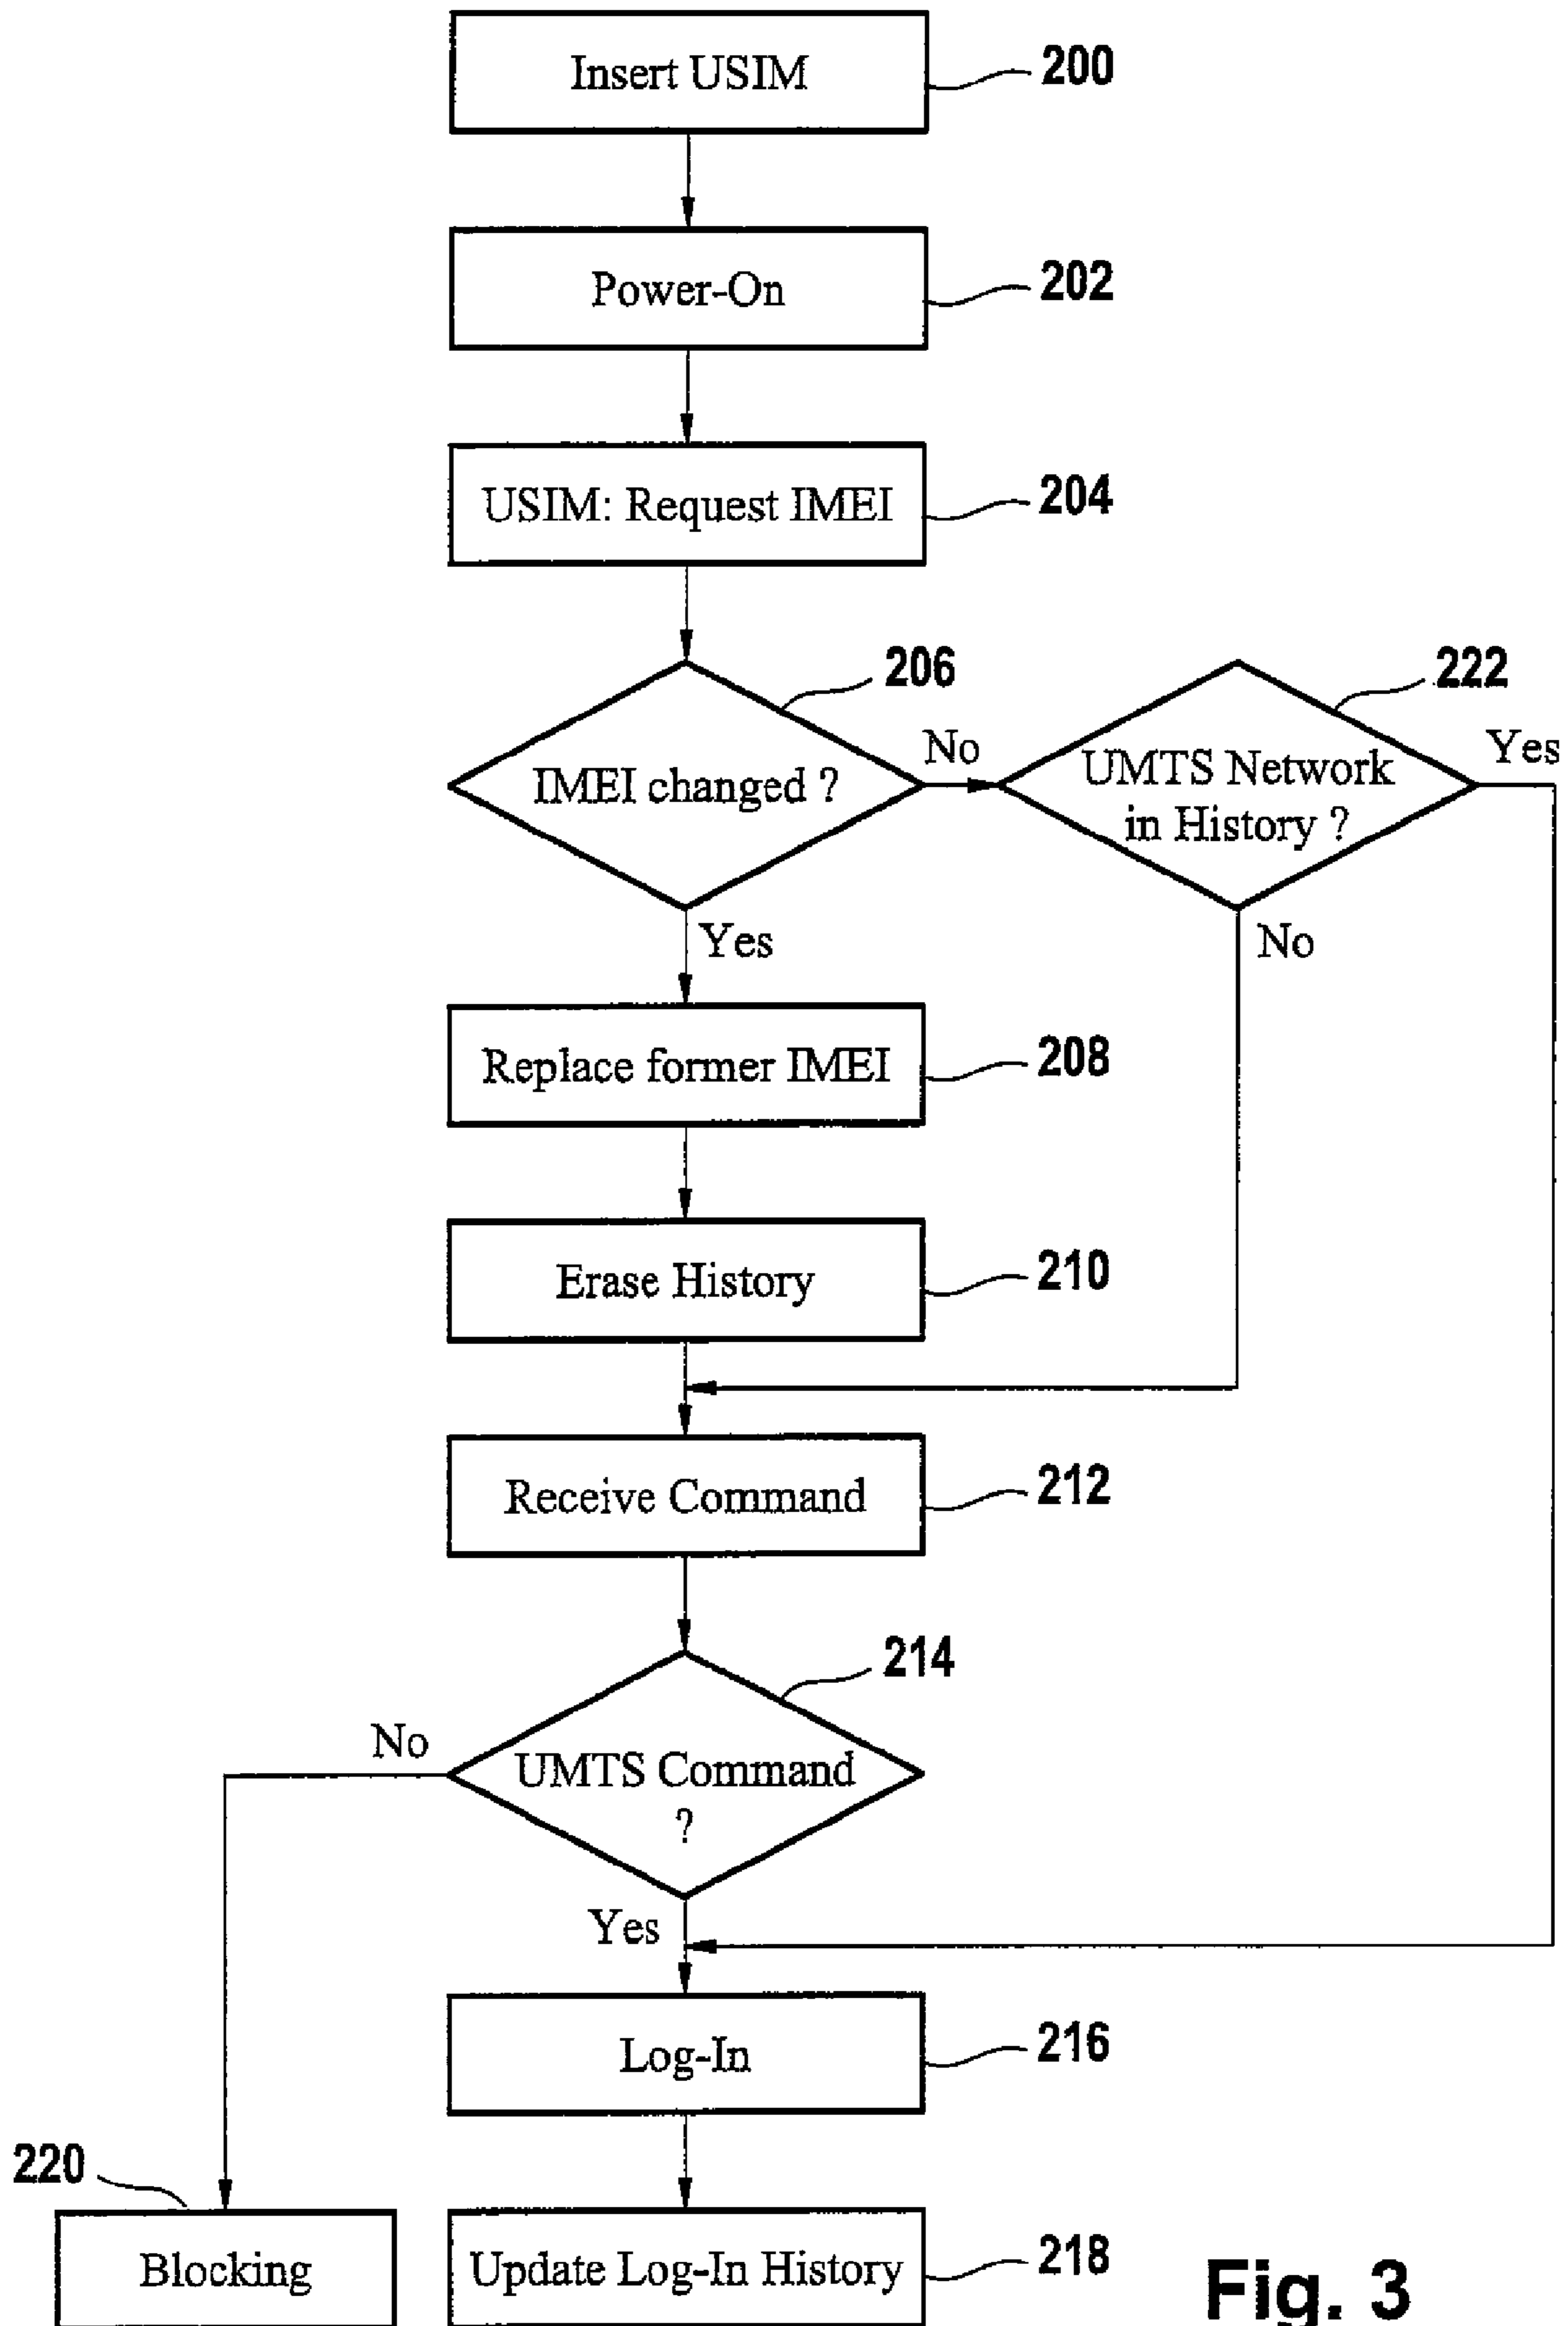 Insert USIM
200
Power-On
202
USIM: Request IMEI
204
206
222
IMEI changed ?
No
UMTS Network
in History ?
Yes
Yes
No
Replace former IMEI
208
Erase History
210
Receive Command
212
214
No
UMTS Command
?
Yes
Log-In
216
220
Blocking
Update Log-In History
218
Fig. 3